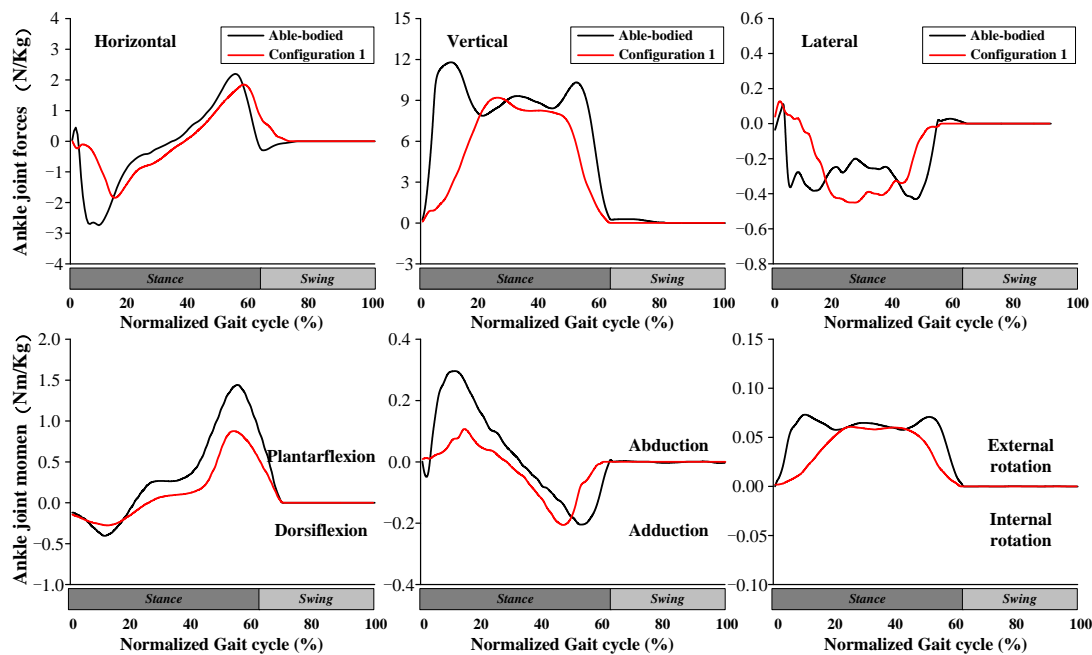 Ankle joint forces (N/Kg)
4
3
2
1
0
−1
−2
−3
−4
Horizontal
Able-bodied
Configuration 1
Stance
Swing
0 20 40 60 80 100
Normalized Gait cycle (%)
15
12
9
6
3
0
−3
Vertical
Able-bodied
Configuration 1
Stance
Swing
0 20 40 60 80 100
Normalized Gait cycle (%)
0.6
0.4
0.2
0.0
−0.2
−0.4
−0.6
−0.8
Lateral
Able-bodied
Configuration 1
Stance
Swing
0 20 40 60 80 100
Normalized Gait cycle (%)
Ankle joint momen (Nm/Kg)
2.0
1.5
1.0
0.5
0.0
−0.5
−1.0
Plantarflexion
Dorsiflexion
Stance
Swing
0 20 40 60 80 100
Normalized Gait cycle (%)
0.4
0.2
0.0
−0.2
0.4
Abduction
Adduction
Stance
Swing
0 20 40 60 80 100
Normalized Gait cycle (%)
0.15
0.10
0.05
0.00
−0.05
−0.10
External
rotation
Internal
rotation
Stance
Swing
0 20 40 60 80 100
Normalized Gait cycle (%)